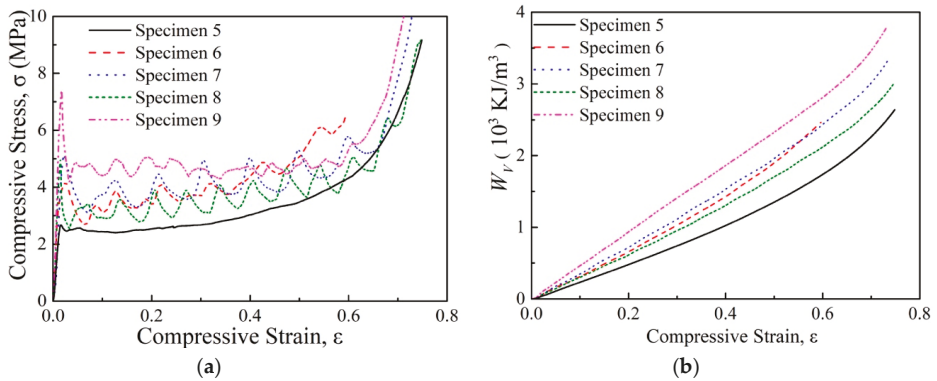 10
8
6
4
2
0
0.0 0.2 0.4 0.6 0.8
Compressive Stress, σ (MPa)
Compressive Strain, ε
Specimen 5
Specimen 6
Specimen 7
Specimen 8
Specimen 9
(a)
4
3
2
1
0
0.0 0.2 0.4 0.6 0.8
W_V ( 10³ KJ/m³ )
Compressive Strain, ε
Specimen 5
Specimen 6
Specimen 7
Specimen 8
Specimen 9
(b)